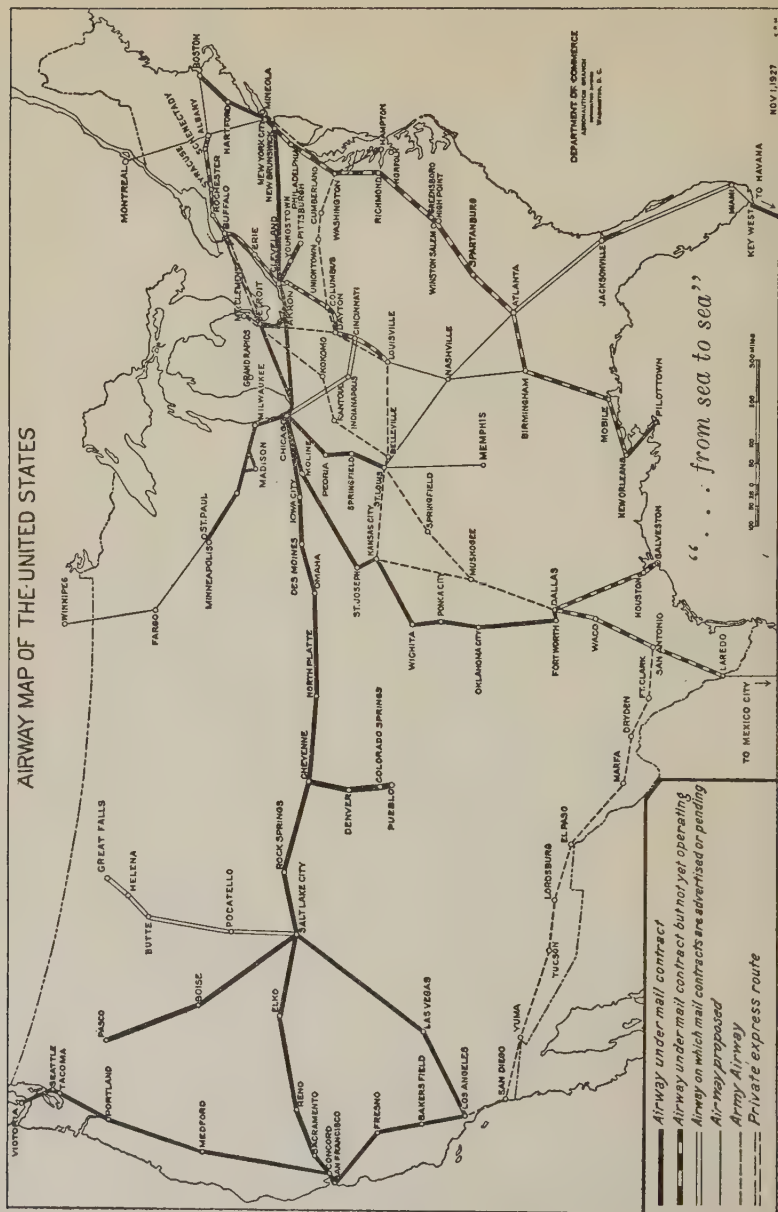 AIRWAY MAP OF THE UNITED STATES
VICTORIA
SEATTLE
TACOMA
PORTLAND
MEDFORD
PASCO
BOISE
ELKO
RENO
SACRAMENTO
CONCORD
SAN FRANCISCO
FRESNO
BAKERSFIELD
LOS ANGELES
LAS VEGAS
SAN DIEGO
YUMA
TUCSON
LORDSBURG
EL PASO
MARFA
DRYDEN
FT. CLARK
SAN ANTONIO
LAREDO
TO MEXICO CITY
GREAT FALLS
HELENA
BUTTE
POCATELLO
SALT LAKE CITY
ROCK SPRINGS
CHEYENNE
DENVER
COLORADO SPRINGS
PUEBLO
NORTH PLATTE
OMAHA
DES MOINES
IOWA CITY
MOLINE
CHICAGO
WINNIPEG
FARGO
MINNEAPOLIS
ST. PAUL
MADISON
MILWAUKEE
GRAND RAPIDS
MT. CLEMENS
DETROIT
ST. JOSEPH
KANSAS CITY
WICHITA
PONCA CITY
OKLAHOMA CITY
MUSKOGEE
FORT WORTH
DALLAS
WACO
HOUSTON
GALVESTON
PEORIA
SPRINGFIELD
ST. LOUIS
BELLEVILLE
SPRINGFIELD
MEMPHIS
KOKOMO
RANTOUL
INDIANAPOLIS
CINCINNATI
DAYTON
COLUMBUS
LOUISVILLE
NASHVILLE
BIRMINGHAM
ATLANTA
MOBILE
NEW ORLEANS
PILOTTOWN
JACKSONVILLE
MIAMI
KEY WEST
TO HAVANA
SPARTANBURG
WINSTON SALEM
GREENSBORO
HIGH POINT
RICHMOND
NORFOLK
HAMPTON
WASHINGTON
CUMBERLAND
UNIONTOWN
PITTSBURGH
YOUNGSTOWN
AKRON
CLEVELAND
ERIE
BUFFALO
ROCHESTER
SYRACUSE
SCHENECTADY
ALBANY
MONTREAL
BOSTON
HARTFORD
MINEOLA
NEW YORK CITY
NEW BRUNSWICK
PHILADELPHIA
DEPARTMENT OF COMMERCE
AERONAUTICS BRANCH
WASHINGTON, D. C.
". . . from sea to sea"
300 MILES
NOV 1, 1927
Airway under mail contract
Airway under mail contract but not yet operating
Airway on which mail contracts are advertised or pending
Airway proposed
Army Airway
Private express route